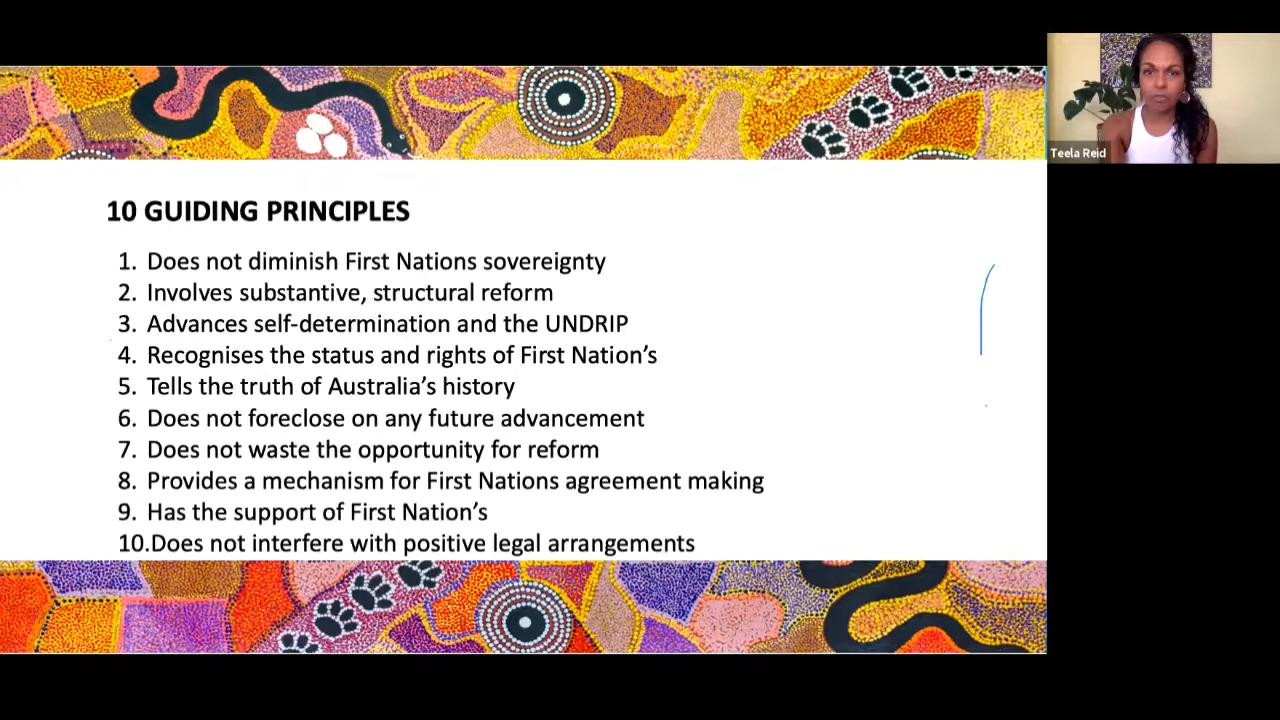 10 GUIDING PRINCIPLES
1. Does not diminish First Nations sovereignty
2. Involves substantive, structural reform
3. Advances self-determination and the UNDRIP
4. Recognises the status and rights of First Nation's
5. Tells the truth of Australia's history
6. Does not foreclose on any future advancement
7. Does not waste the opportunity for reform
8. Provides a mechanism for First Nations agreement making
9. Has the support of First Nation's
10.Does not interfere with positive legal arrangements
Teela Reid